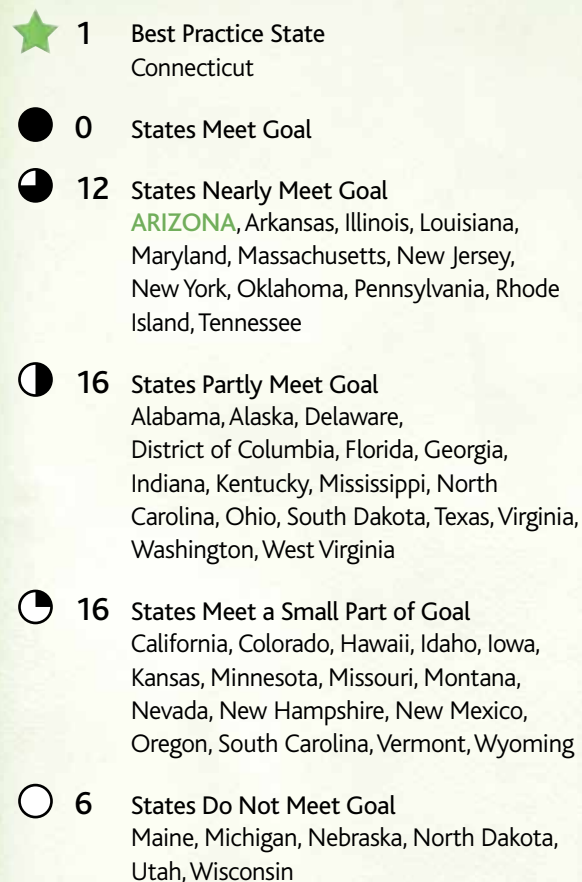 1 Best Practice State
Connecticut
0 States Meet Goal
12 States Nearly Meet Goal
ARIZONA, Arkansas, Illinois, Louisiana,
Maryland, Massachusetts, New Jersey,
New York, Oklahoma, Pennsylvania, Rhode
Island, Tennessee
16 States Partly Meet Goal
Alabama, Alaska, Delaware,
District of Columbia, Florida, Georgia,
Indiana, Kentucky, Mississippi, North
Carolina, Ohio, South Dakota, Texas, Virginia,
Washington, West Virginia
16 States Meet a Small Part of Goal
California, Colorado, Hawaii, Idaho, Iowa,
Kansas, Minnesota, Missouri, Montana,
Nevada, New Hampshire, New Mexico,
Oregon, South Carolina, Vermont, Wyoming
6 States Do Not Meet Goal
Maine, Michigan, Nebraska, North Dakota,
Utah, Wisconsin